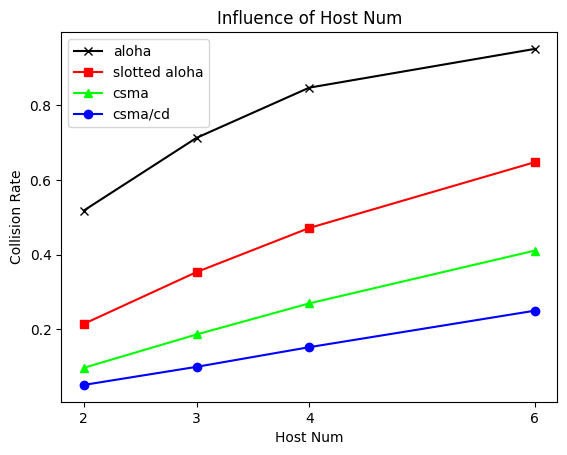 Influence of Host Num
aloha
slotted aloha
csma
csma/cd
Collision Rate
0.8
0.6
0.4
0.2
2 3 4 6
Host Num